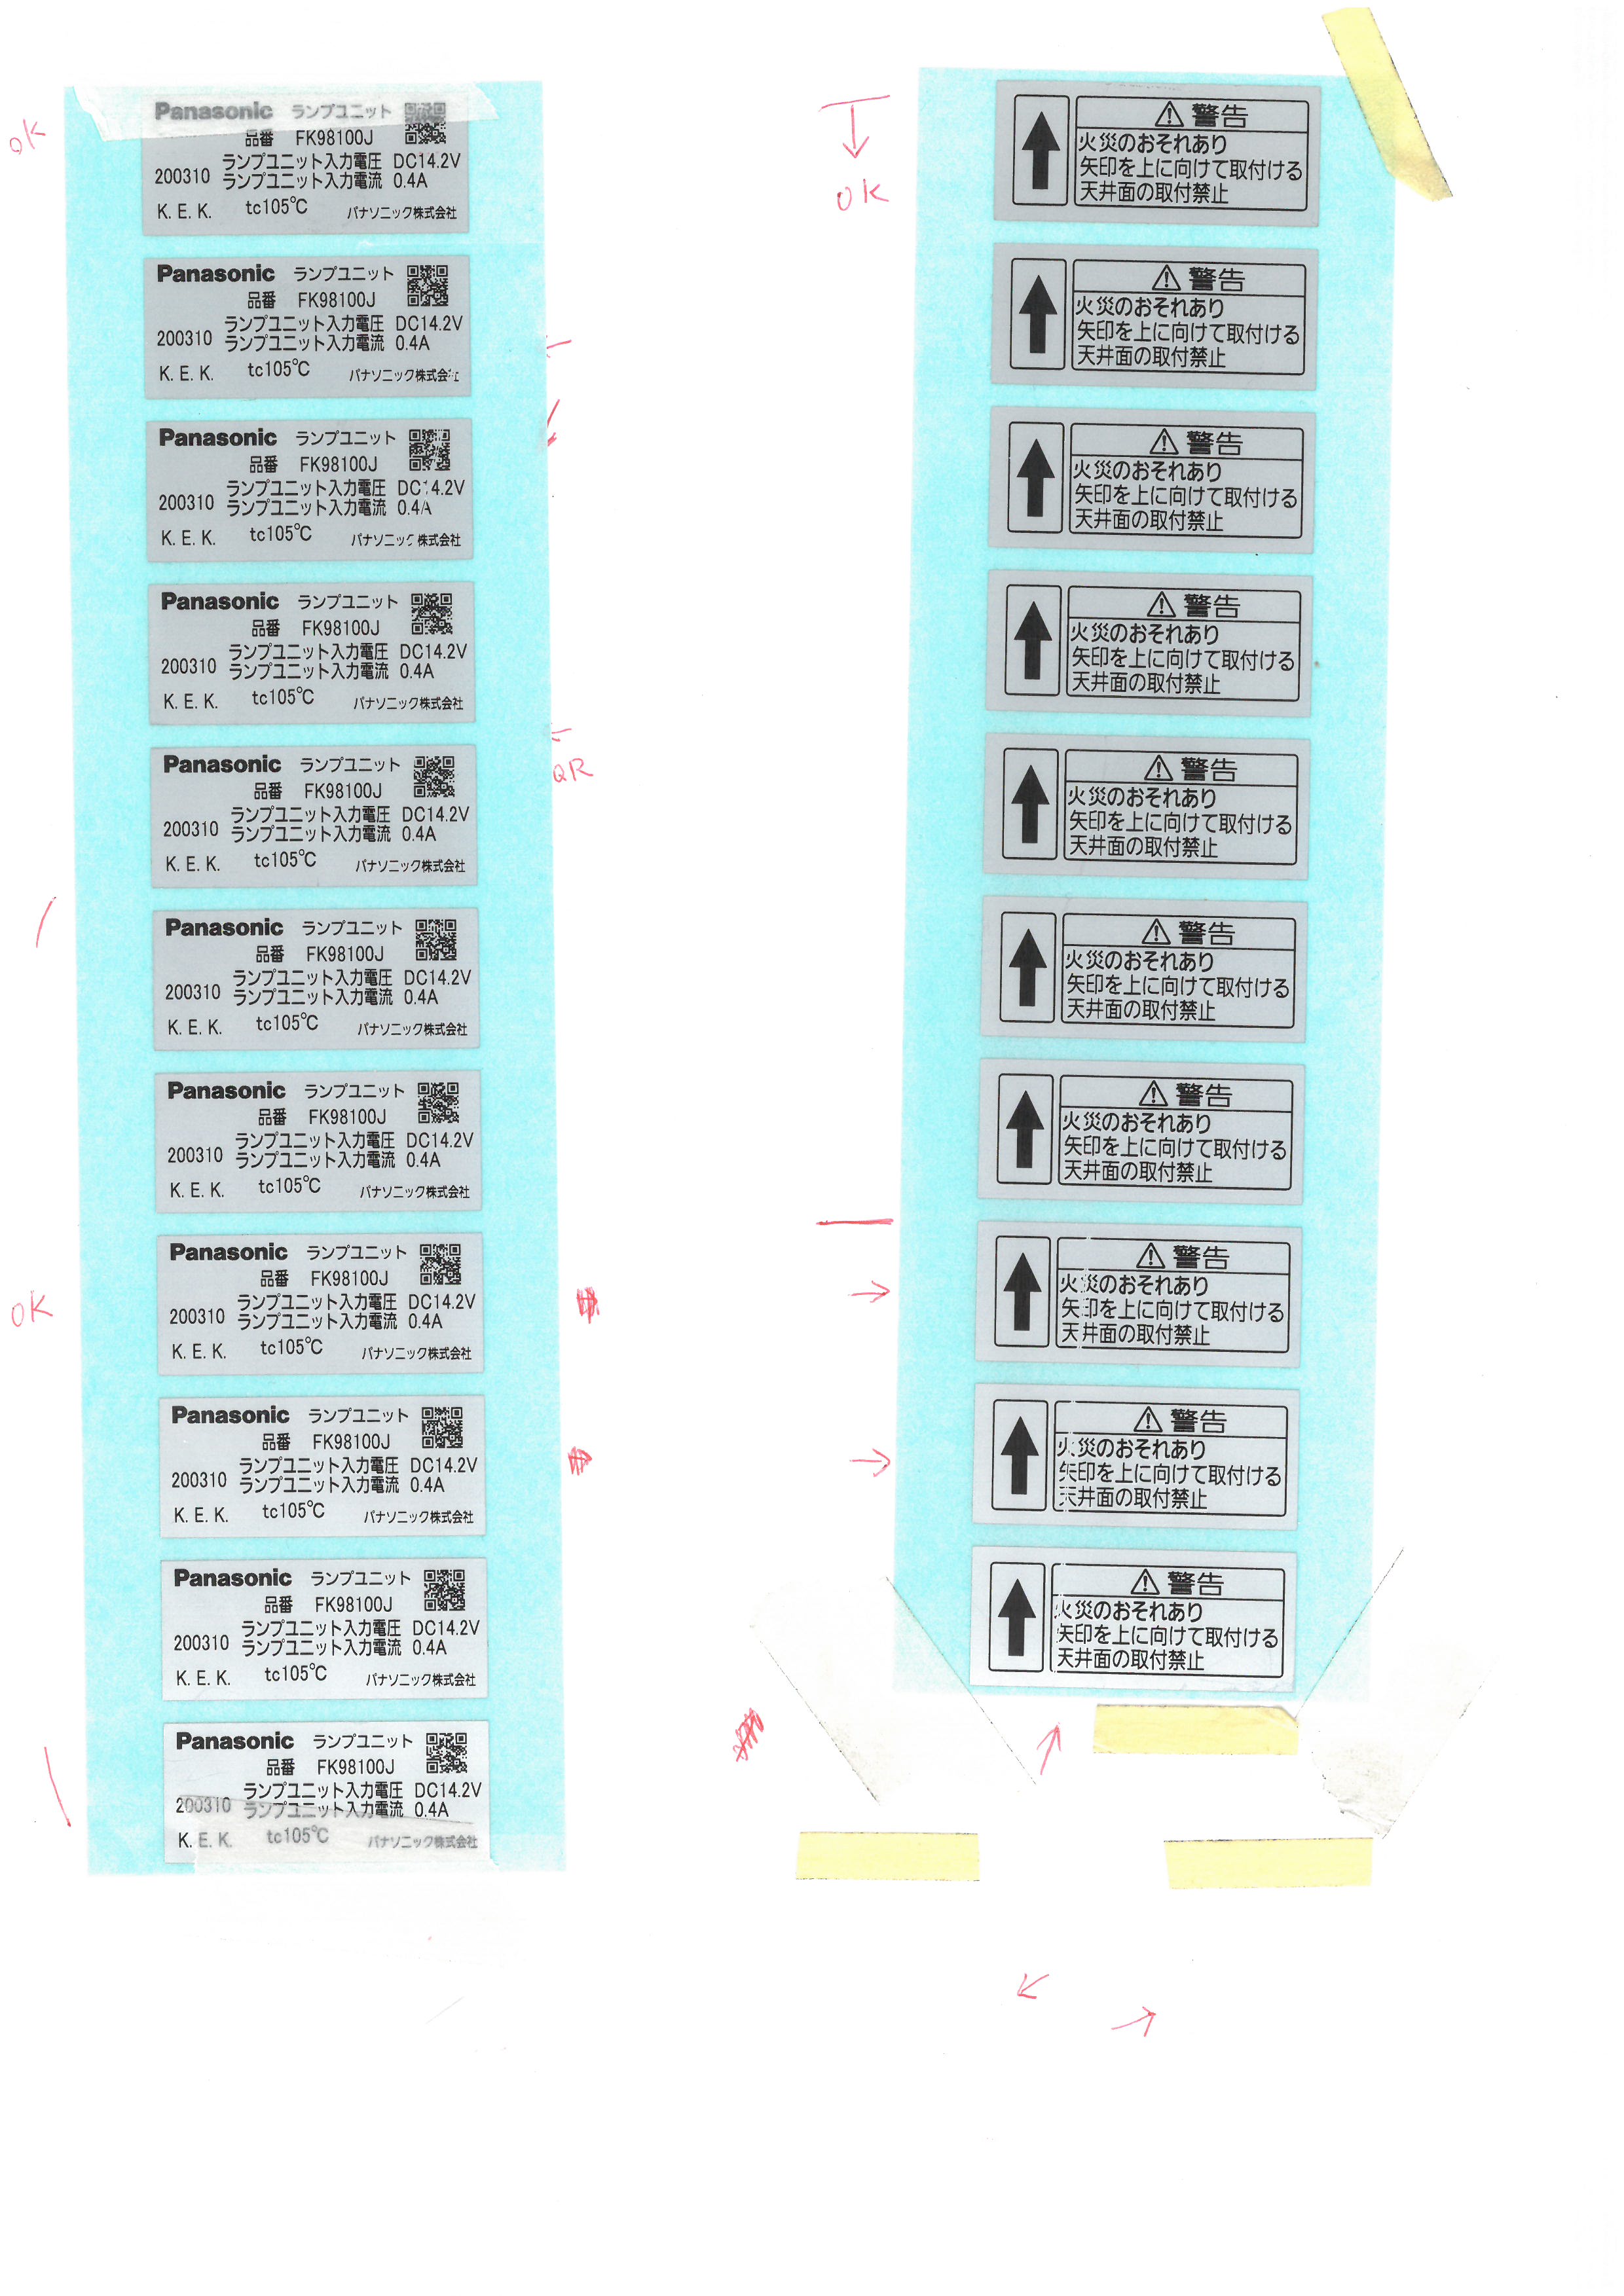 OK
Panasonic ランプユニット
品番 FK98100J
ランプユニット入力電圧 DC14.2V
200310 ランプユニット入力電流 0.4A
K. E. K. tc105℃ パナソニック株式会社
Panasonic ランプユニット
品番 FK98100J
ランプユニット入力電圧 DC14.2V
200310 ランプユニット入力電流 0.4A
K. E. K. tc105℃ パナソニック株式会社
Panasonic ランプユニット
品番 FK98100J
ランプユニット入力電圧 DC14.2V
200310 ランプユニット入力電流 0.4A
K. E. K. tc105℃ パナソニック株式会社
Panasonic ランプユニット
品番 FK98100J
ランプユニット入力電圧 DC14.2V
200310 ランプユニット入力電流 0.4A
K. E. K. tc105℃ パナソニック株式会社
QR
Panasonic ランプユニット
品番 FK98100J
ランプユニット入力電圧 DC14.2V
200310 ランプユニット入力電流 0.4A
K. E. K. tc105℃ パナソニック株式会社
Panasonic ランプユニット
品番 FK98100J
ランプユニット入力電圧 DC14.2V
200310 ランプユニット入力電流 0.4A
K. E. K. tc105℃ パナソニック株式会社
Panasonic ランプユニット
品番 FK98100J
ランプユニット入力電圧 DC14.2V
200310 ランプユニット入力電流 0.4A
K. E. K. tc105℃ パナソニック株式会社
OK
Panasonic ランプユニット
品番 FK98100J
ランプユニット入力電圧 DC14.2V
200310 ランプユニット入力電流 0.4A
K. E. K. tc105℃ パナソニック株式会社
Panasonic ランプユニット
品番 FK98100J
ランプユニット入力電圧 DC14.2V
200310 ランプユニット入力電流 0.4A
K. E. K. tc105℃ パナソニック株式会社
Panasonic ランプユニット
品番 FK98100J
ランプユニット入力電圧 DC14.2V
200310 ランプユニット入力電流 0.4A
K. E. K. tc105℃ パナソニック株式会社
Panasonic ランプユニット
品番 FK98100J
ランプユニット入力電圧 DC14.2V
200310 ランプユニット入力電流 0.4A
K. E. K. tc105℃ パナソニック株式会社
OK
⚠警告
火災のおそれあり
矢印を上に向けて取付ける
天井面の取付禁止
⚠警告
火災のおそれあり
矢印を上に向けて取付ける
天井面の取付禁止
⚠警告
火災のおそれあり
矢印を上に向けて取付ける
天井面の取付禁止
⚠警告
火災のおそれあり
矢印を上に向けて取付ける
天井面の取付禁止
⚠警告
火災のおそれあり
矢印を上に向けて取付ける
天井面の取付禁止
⚠警告
火災のおそれあり
矢印を上に向けて取付ける
天井面の取付禁止
⚠警告
火災のおそれあり
矢印を上に向けて取付ける
天井面の取付禁止
⚠警告
火災のおそれあり
矢印を上に向けて取付ける
天井面の取付禁止
⚠警告
火災のおそれあり
矢印を上に向けて取付ける
天井面の取付禁止
⚠警告
火災のおそれあり
矢印を上に向けて取付ける
天井面の取付禁止